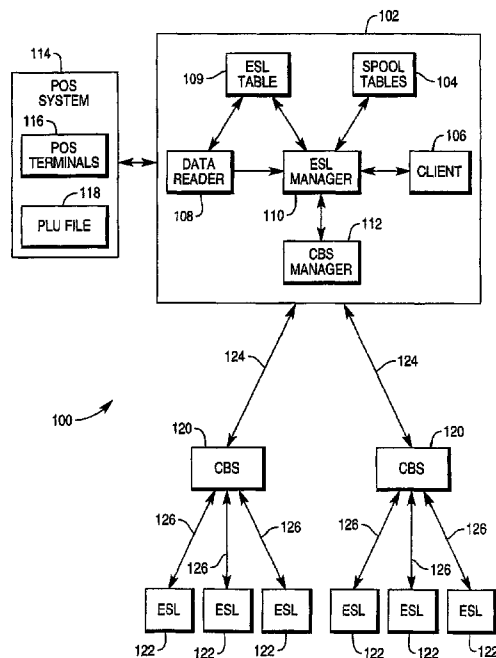 102
114
POS
SYSTEM
116
POS
TERMINALS
118
PLU FILE
109
ESL
TABLE
SPOOL
TABLES
104
DATA
READER
108
ESL
MANAGER
110
CLIENT
106
112
CBS
MANAGER
124
124
100
120
CBS
120
CBS
126
126
126
126
126
126
ESL
122
ESL
122
ESL
122
ESL
122
ESL
122
ESL
122